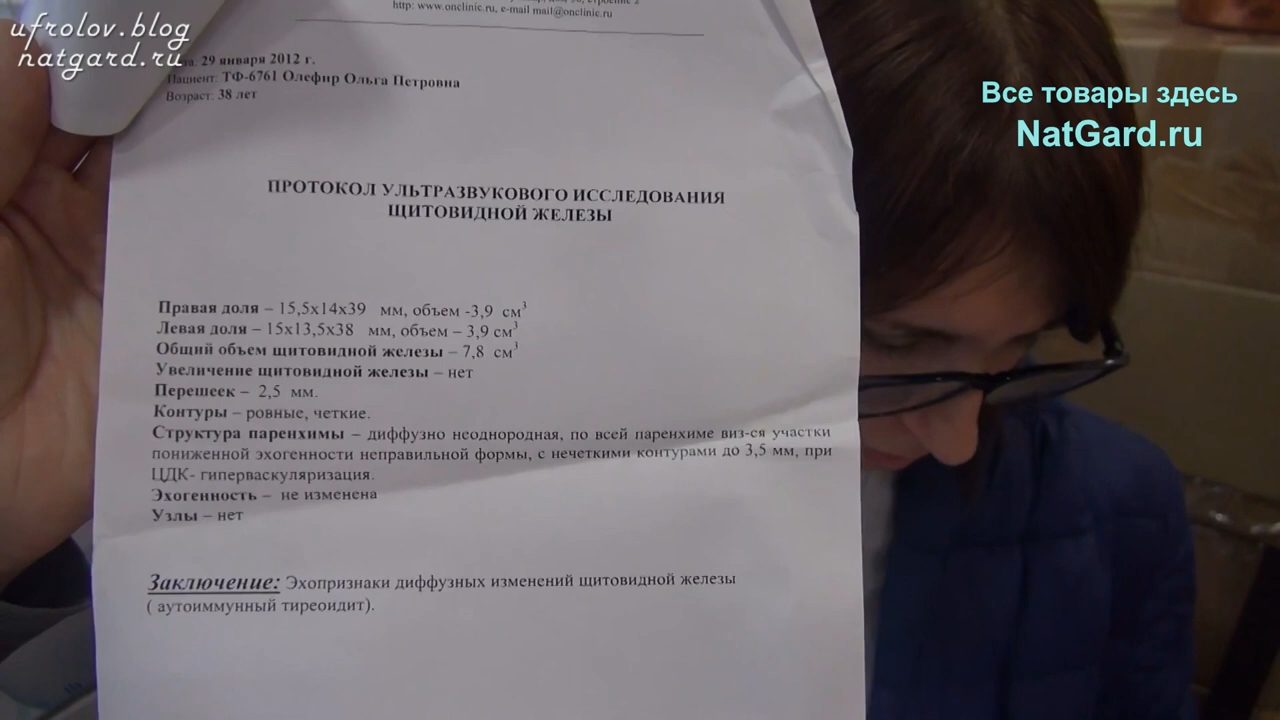 ufrolov.blog
natgard.ru
Все товары здесь
NatGard.ru
http: www.onclinic.ru, e-mail mail@onclinic.ru
29 января 2012 г.
Пациент: ТФ-6761 Олефир Ольга Петровна
Возраст: 38 лет
ПРОТОКОЛ УЛЬТРАЗВУКОВОГО ИССЛЕДОВАНИЯ
ЩИТОВИДНОЙ ЖЕЛЕЗЫ
Правая доля – 15,5х14х39 мм, объем -3,9 см³
Левая доля – 15х13,5х38 мм, объем – 3,9 см³
Общий объем щитовидной железы – 7,8 см³
Увеличение щитовидной железы – нет
Перешеек – 2,5 мм.
Контуры – ровные, четкие.
Структура паренхимы – диффузно неоднородная, по всей паренхиме виз-ся участки
пониженной эхогенности неправильной формы, с нечеткими контурами до 3,5 мм, при
ЦДК- гиперваскуляризация.
Эхогенность – не изменена
Узлы – нет
Заключение: Эхопризнаки диффузных изменений щитовидной железы
( аутоиммунный тиреоидит).